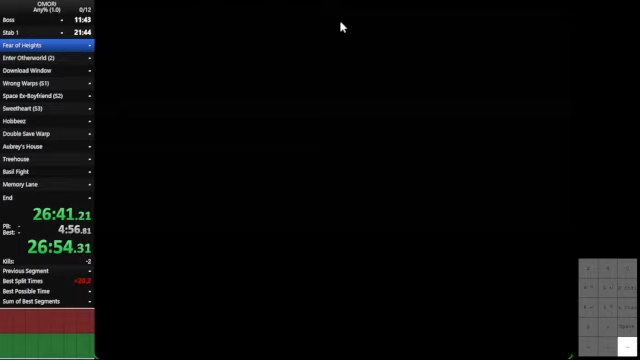 OMORI
Any% (1.0) 0/12
Boss - 11:43
Stab 1 - 21:44
Fear of Heights -
Enter Otherworld (2) -
Download Window -
Wrong Warps (S1) -
Space Ex-Boyfriend (S2) -
Sweetheart (S3) -
Hobbeez -
Double Save Warp -
Aubrey's House -
Treehouse -
Basil Fight -
Memory Lane -
End -
26:41.21
PB: -
Best: - 4:56.81
26:54.31
Kills: -2
Previous Segment -
Best Split Times
Best Possible Time -
Sum of Best Segments -
Space